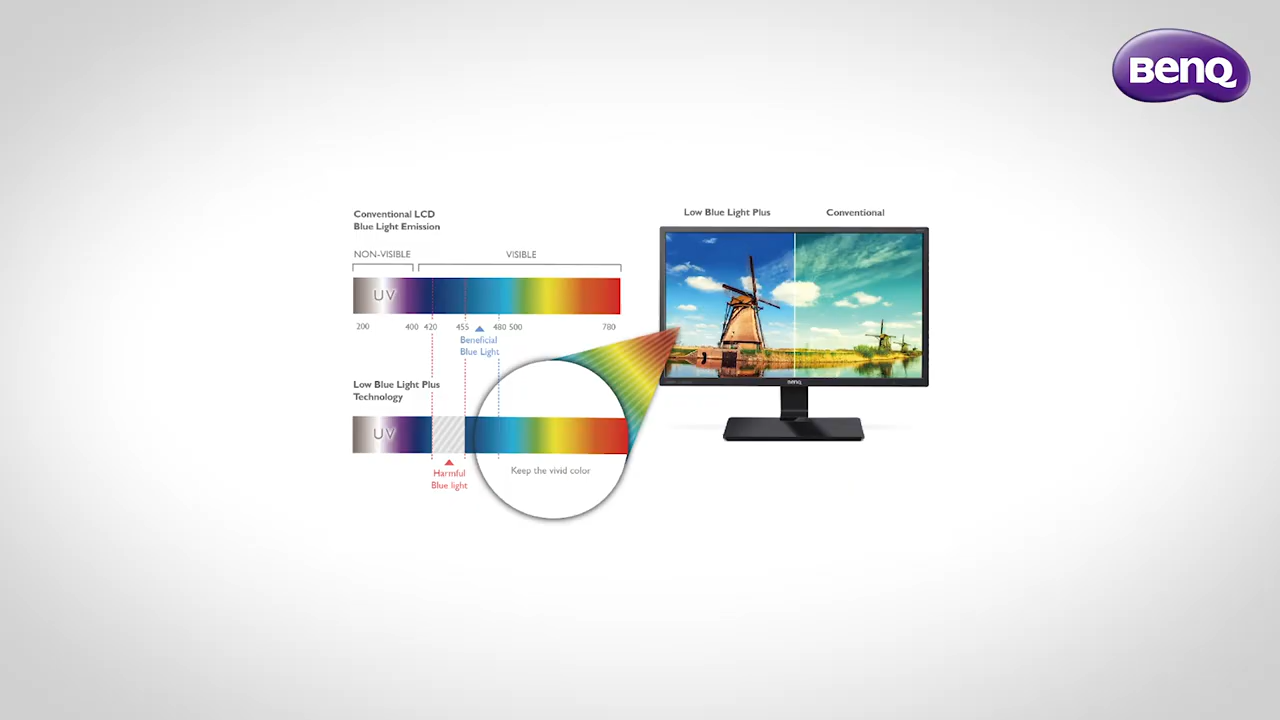 BenQ
Conventional LCD
Blue Light Emission
NON-VISIBLE
VISIBLE
UV
200
400
420
455
480
500
780
Beneficial
Blue Light
Low Blue Light Plus
Technology
UV
Harmful
Blue light
Keep the vivid color
Low Blue Light Plus
Conventional
BenQ